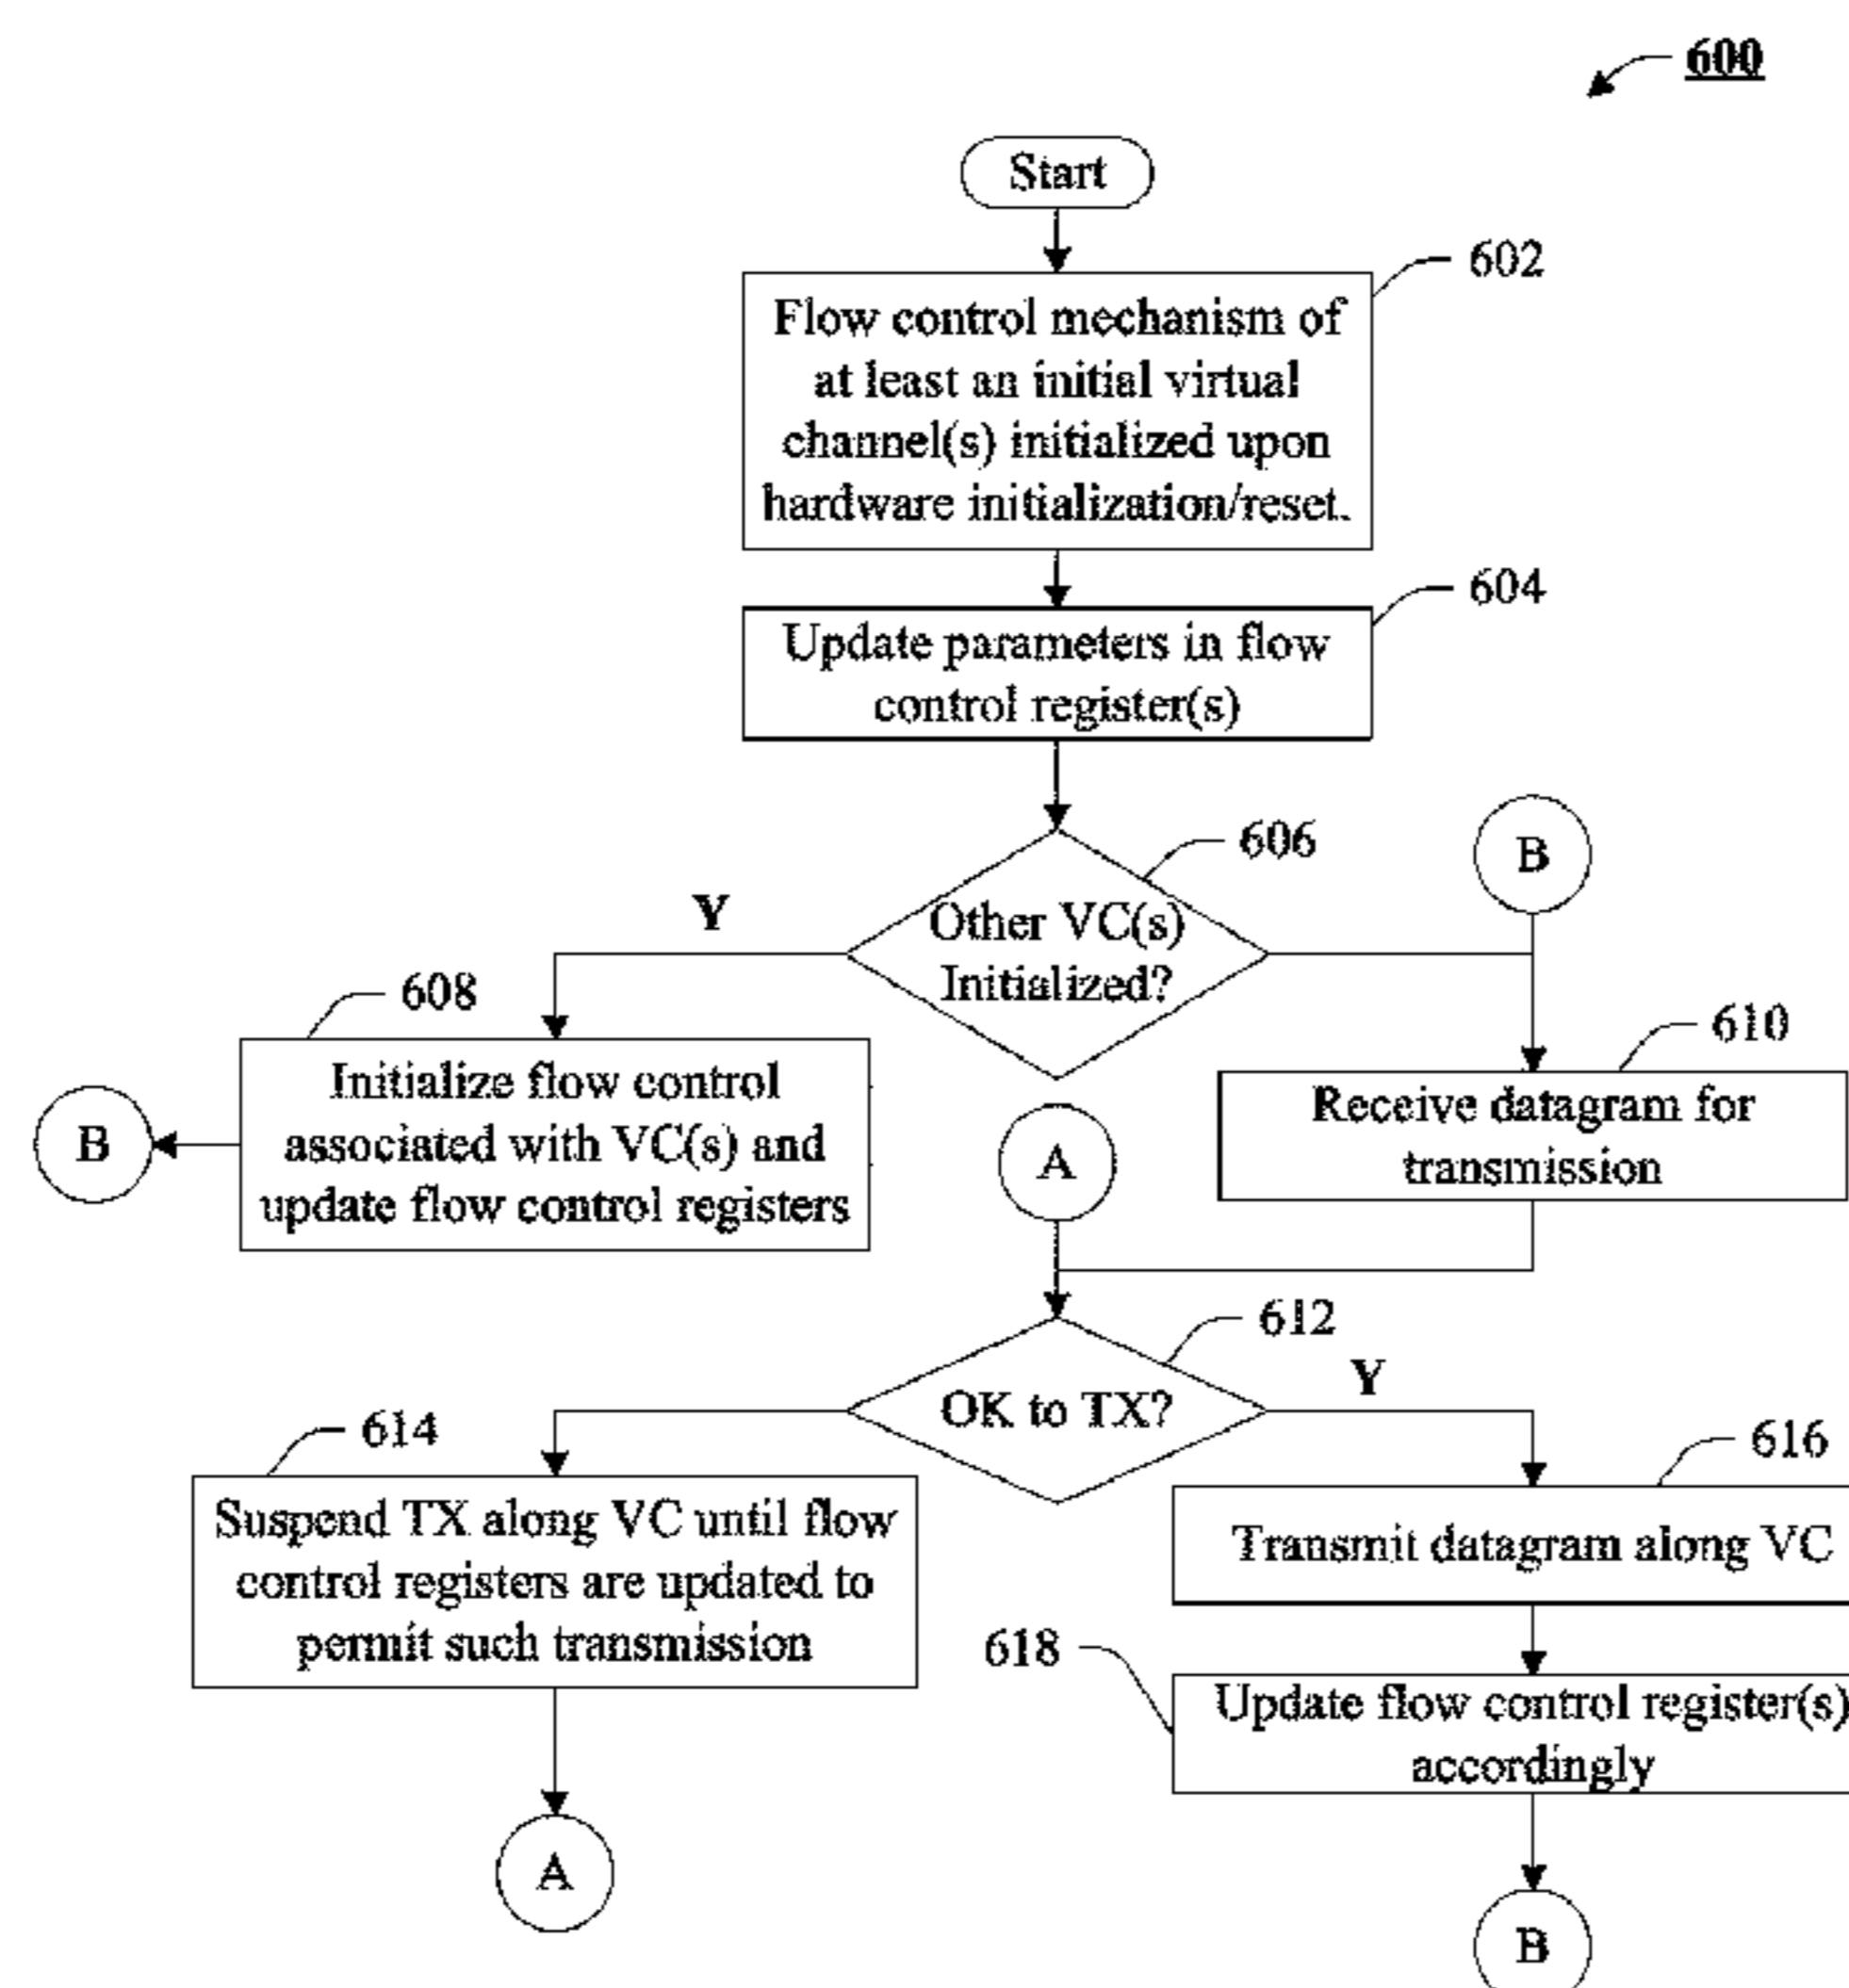 600
Start
602
Flow control mechanism of
at least an initial virtual
channel(s) initialized upon
hardware initialization/reset.
604
Update parameters in flow
control register(s)
606
B
Y
Other VC(s)
Initialized?
608
610
Initialize flow control
associated with VC(s) and
update flow control registers
B
Receive datagram for
transmission
A
612
OK to TX?
Y
614
616
Suspend TX along VC until flow
control registers are updated to
permit such transmission
Transmit datagram along VC
618
Update flow control register(s)
accordingly
A
B